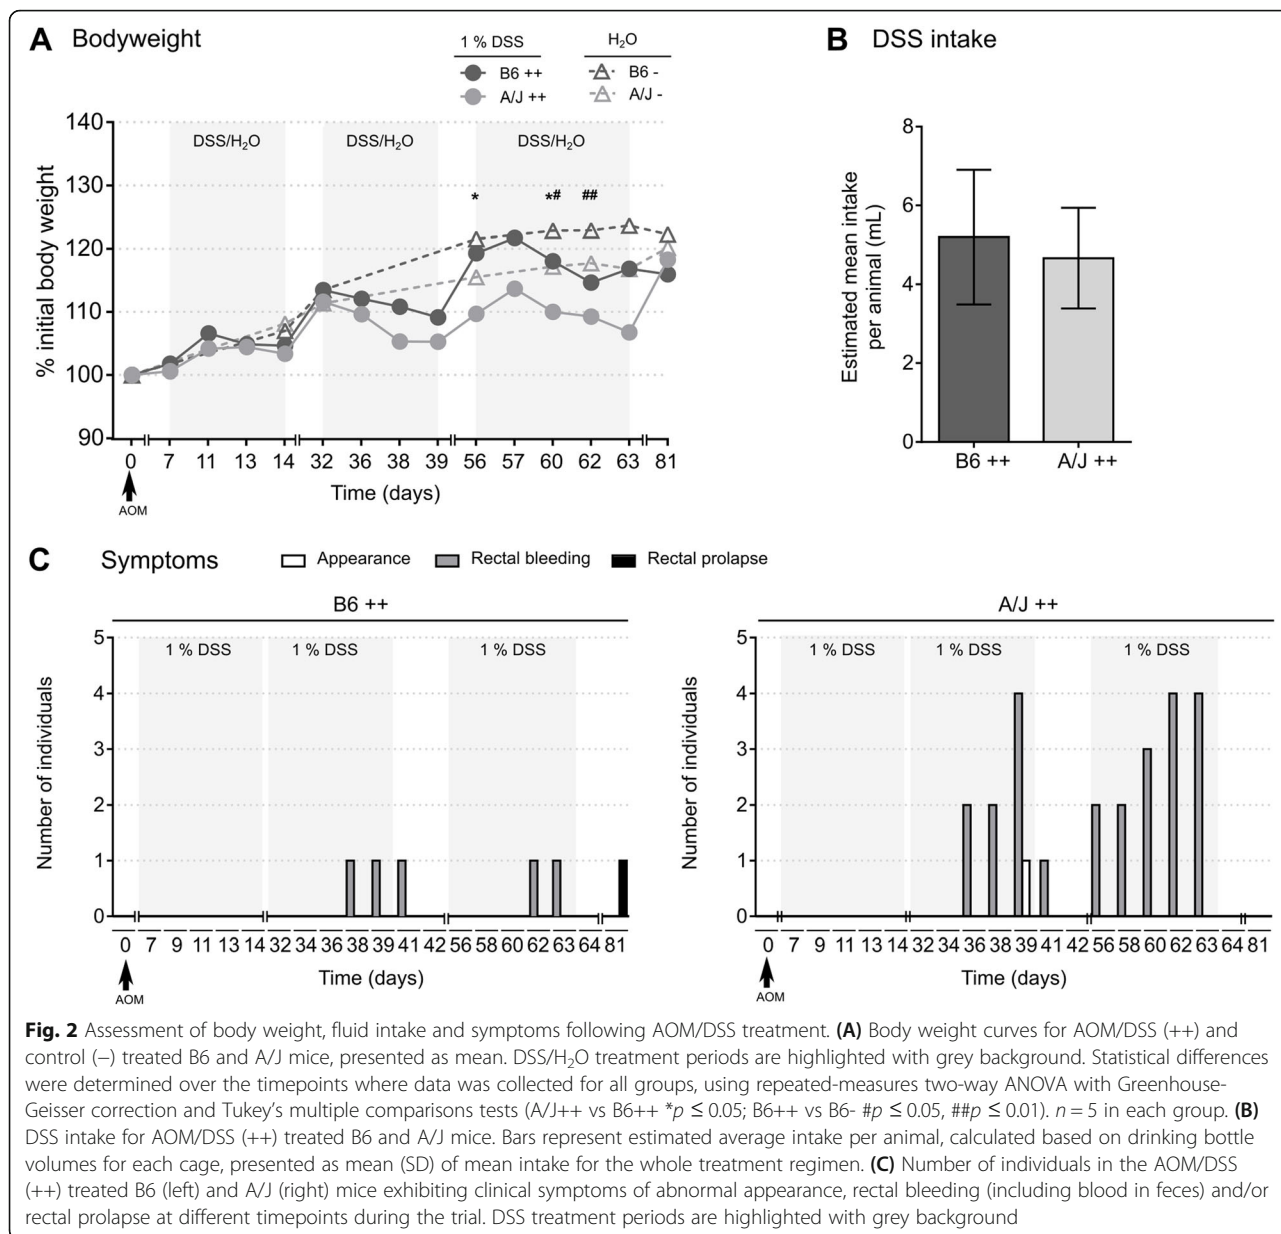 A Bodyweight
1 % DSS H₂O
B6 ++ B6 -
A/J ++ A/J -
% initial body weight
140
130
120
110
100
90
DSS/H₂O DSS/H₂O DSS/H₂O
* *# ##
0 7 11 13 14 32 36 38 39 56 57 60 62 63 81
Time (days)
AOM
B DSS intake
Estimated mean intake
per animal (mL)
8
6
4
2
0
B6 ++ A/J ++
C Symptoms Appearance Rectal bleeding Rectal prolapse
B6 ++
Number of individuals
5
4
3
2
1
0
1 % DSS 1 % DSS 1 % DSS
0 7 9 11 13 14 32 34 36 38 39 41 42 56 58 60 62 63 64 81
Time (days)
AOM
A/J ++
Number of individuals
5
4
3
2
1
0
1 % DSS 1 % DSS 1 % DSS
0 7 9 11 13 14 32 34 36 38 39 41 42 56 58 60 62 63 64 81
Time (days)
AOM
Fig. 2 Assessment of body weight, fluid intake and symptoms following AOM/DSS treatment. (A) Body weight curves for AOM/DSS (++) and
control (−) treated B6 and A/J mice, presented as mean. DSS/H₂O treatment periods are highlighted with grey background. Statistical differences
were determined over the timepoints where data was collected for all groups, using repeated-measures two-way ANOVA with Greenhouse-
Geisser correction and Tukey's multiple comparisons tests (A/J++ vs B6++ *p ≤ 0.05; B6++ vs B6- #p ≤ 0.05, ##p ≤ 0.01). n = 5 in each group. (B)
DSS intake for AOM/DSS (++) treated B6 and A/J mice. Bars represent estimated average intake per animal, calculated based on drinking bottle
volumes for each cage, presented as mean (SD) of mean intake for the whole treatment regimen. (C) Number of individuals in the AOM/DSS
(++) treated B6 (left) and A/J (right) mice exhibiting clinical symptoms of abnormal appearance, rectal bleeding (including blood in feces) and/or
rectal prolapse at different timepoints during the trial. DSS treatment periods are highlighted with grey background